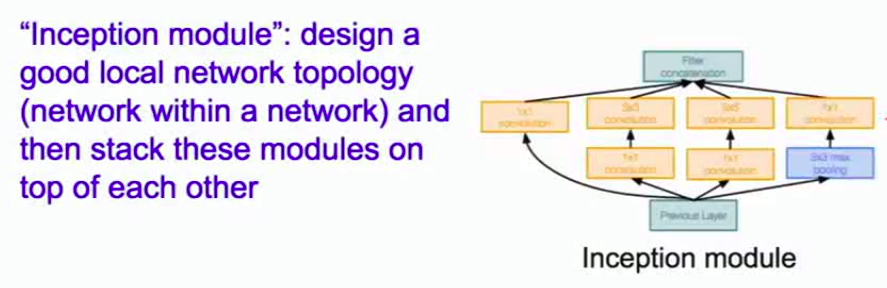 “Inception module”: design a
good local network topology
(network within a network) and
then stack these modules on
top of each other
Filter
concatenation
1x1
convolution
3x3
convolution
5x5
convolution
1x1
convolution
1x1
convolution
1x1
convolution
3x3 max
pooling
Previous Layer
Inception module